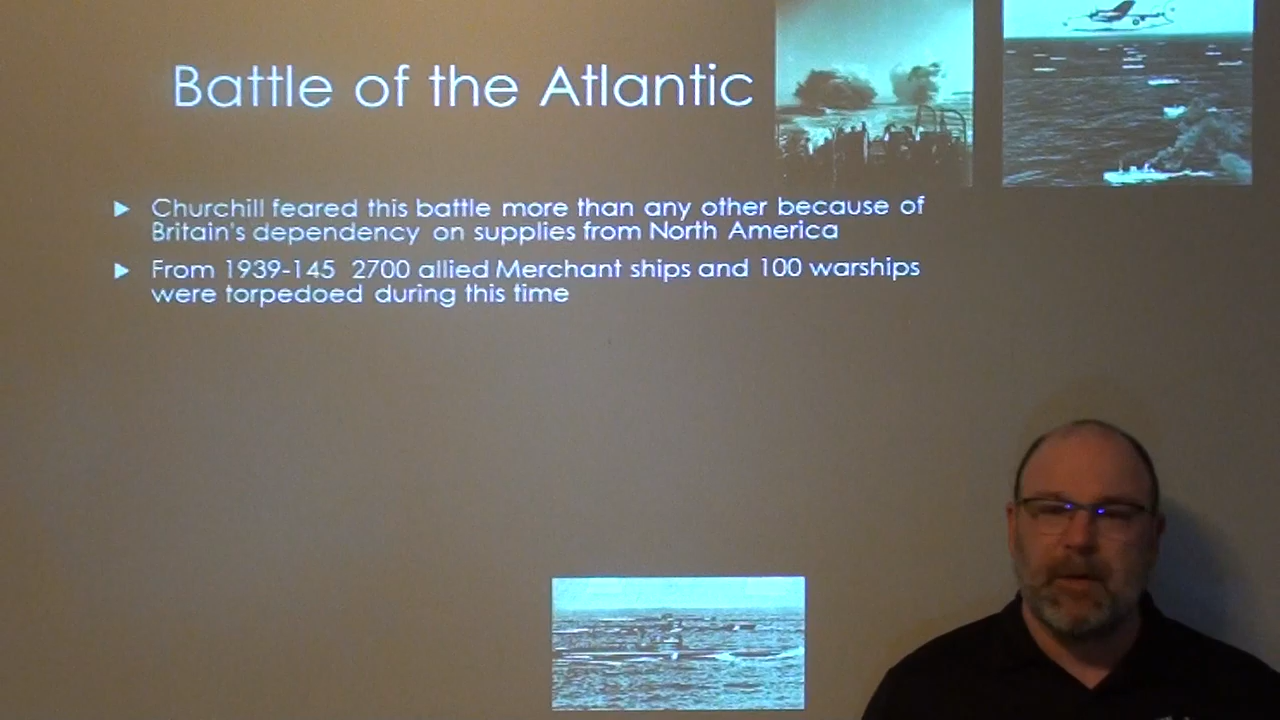 Battle of the Atlantic
Churchill feared this battle more than any other because of
Britain's dependency on supplies from North America
From 1939-145 2700 allied Merchant ships and 100 warships
were torpedoed during this time